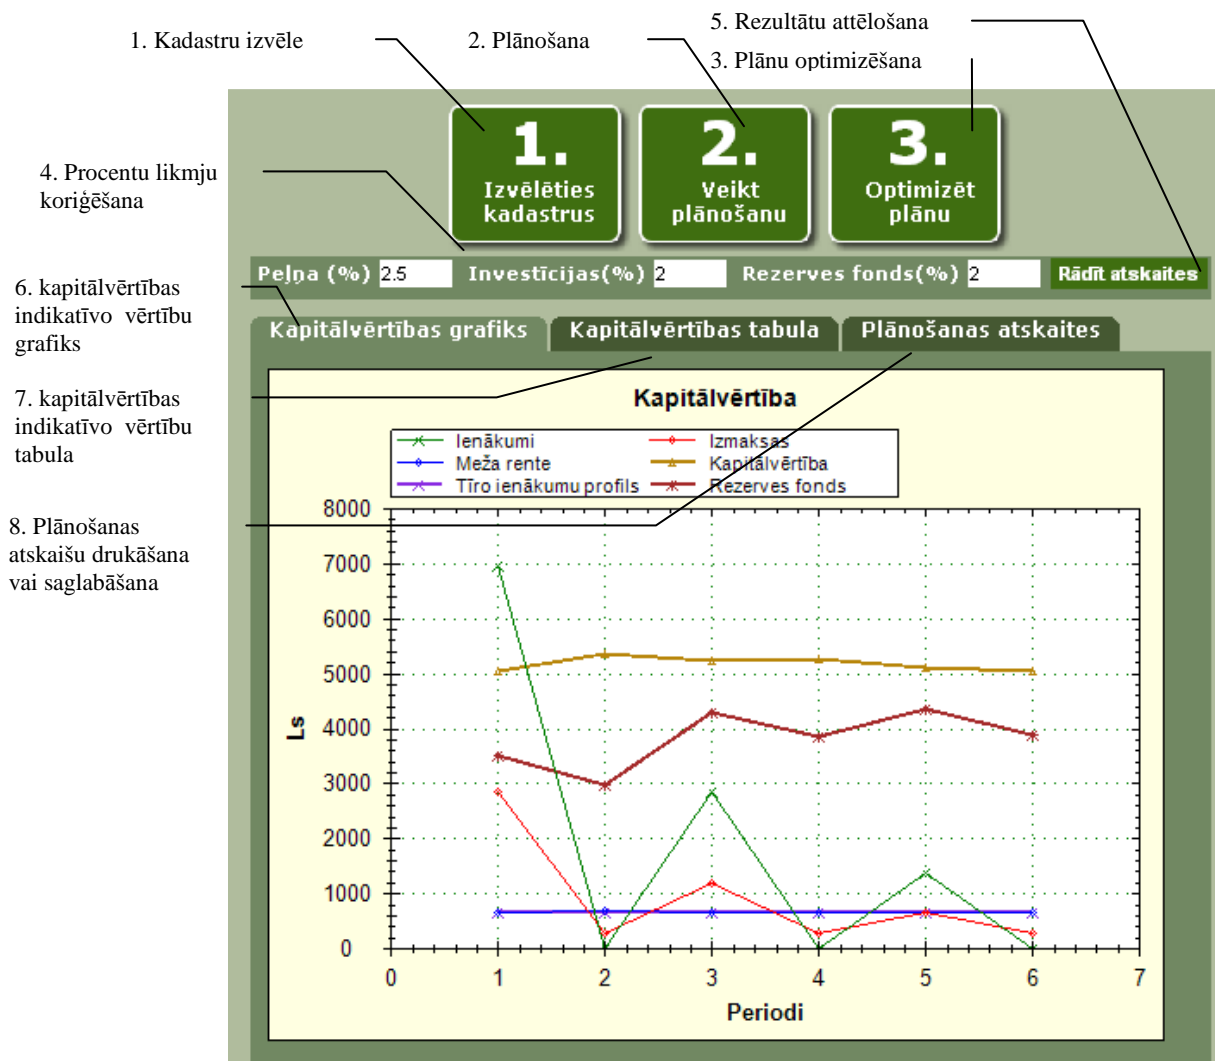 5. Rezultātu attēlošana
1. Kadastru izvēle
2. Plānošana
3. Plānu optimizēšana
1.
Izvēlēties
kadastrus
2.
Veikt
plānošanu
3.
Optimizēt
plānu
4. Procentu likmju
koriģēšana
Peļņa (%) 2.5 Investīcijas(%) 2 Rezerves fonds(%) 2 Rādīt atskaites
6. kapitālvērtības
indikatīvo vērtību
grafiks
Kapitālvērtības grafiks Kapitālvērtības tabula Plānošanas atskaites
7. kapitālvērtības
indikatīvo vērtību
tabula
Kapitālvērtība
Ienākumi Izmaksas
Meža rente Kapitālvērtība
Tīro ienākumu profils Rezerves fonds
8. Plānošanas
atskaišu drukāšana
vai saglabāšana
8000
7000
6000
5000
4000
3000
2000
1000
0
Ls
0 1 2 3 4 5 6 7
Periodi